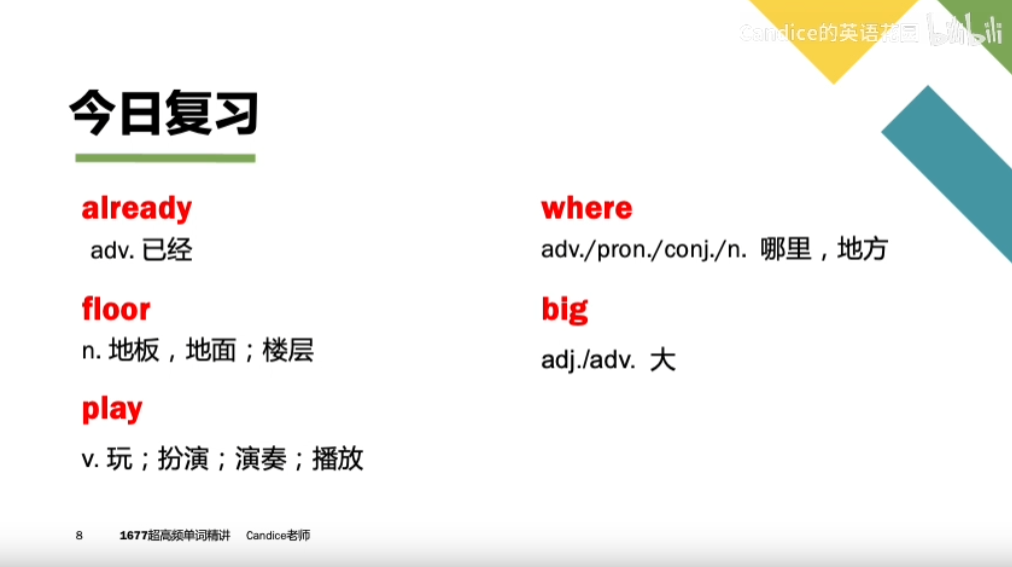 Candice的英语花园 bilibili
今日复习
already
adv. 已经
floor
n. 地板，地面；楼层
play
v. 玩；扮演；演奏；播放
where
adv./pron./conj./n. 哪里，地方
big
adj./adv. 大
8 1677超高频单词精讲 Candice老师